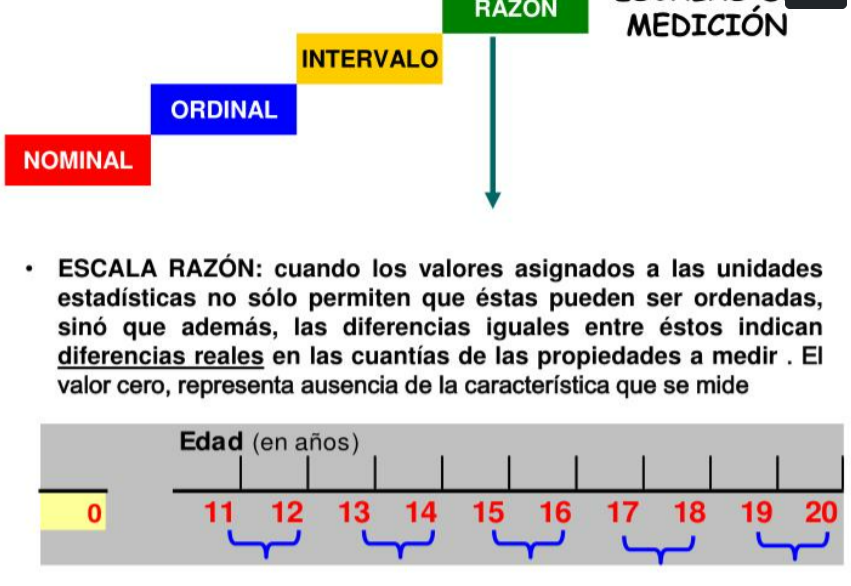 RAZÓN
MEDICIÓN
INTERVALO
ORDINAL
NOMINAL
• ESCALA RAZÓN: cuando los valores asignados a las unidades
estadísticas no sólo permiten que éstas pueden ser ordenadas,
sinó que además, las diferencias iguales entre éstos indican
diferencias reales en las cuantías de las propiedades a medir . El
valor cero, representa ausencia de la característica que se mide
Edad (en años)
0 11 12 13 14 15 16 17 18 19 20